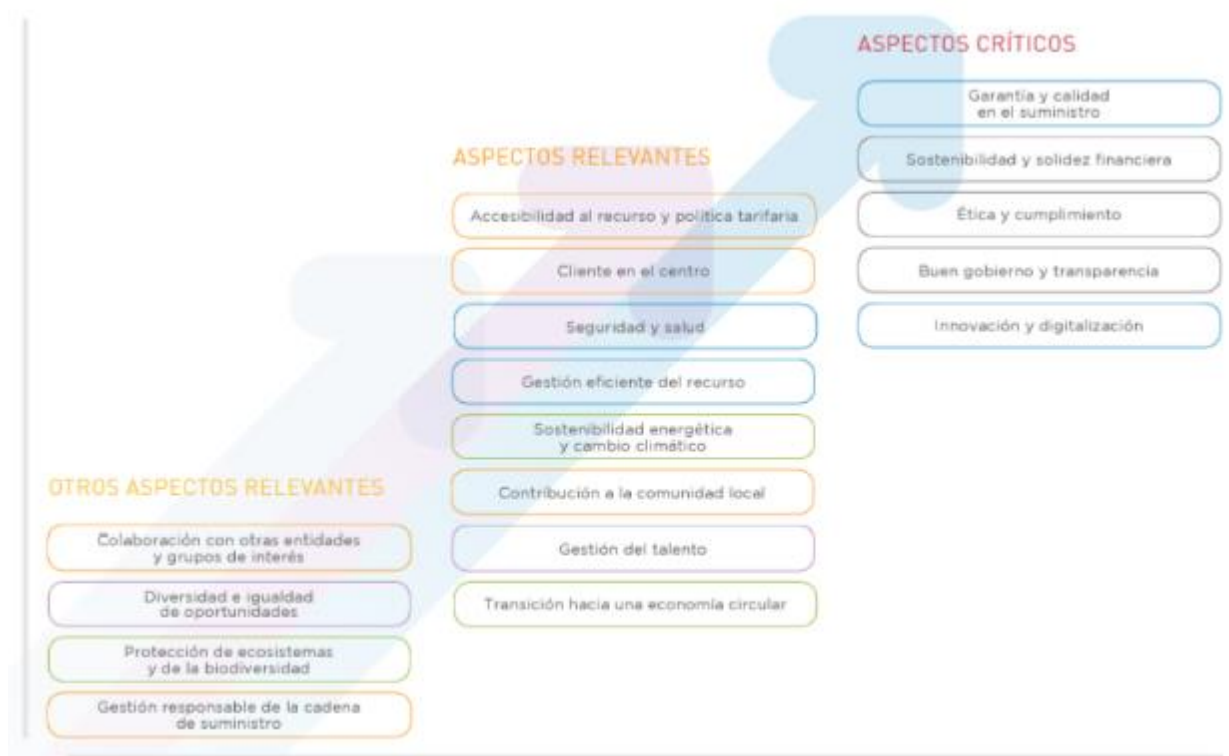 ASPECTOS CRÍTICOS
Garantía y calidad
en el suministro
Sostenibilidad y solidez financiera
Ética y cumplimiento
Buen gobierno y transparencia
Innovación y digitalización
ASPECTOS RELEVANTES
Accesibilidad al recurso y política tarifaria
Cliente en el centro
Seguridad y salud
Gestión eficiente del recurso
Sostenibilidad energética
y cambio climático
Contribución a la comunidad local
Gestión del talento
Transición hacia una economía circular
OTROS ASPECTOS RELEVANTES
Colaboración con otras entidades
y grupos de interés
Diversidad e igualdad
de oportunidades
Protección de ecosistemas
y de la biodiversidad
Gestión responsable de la cadena
de suministro